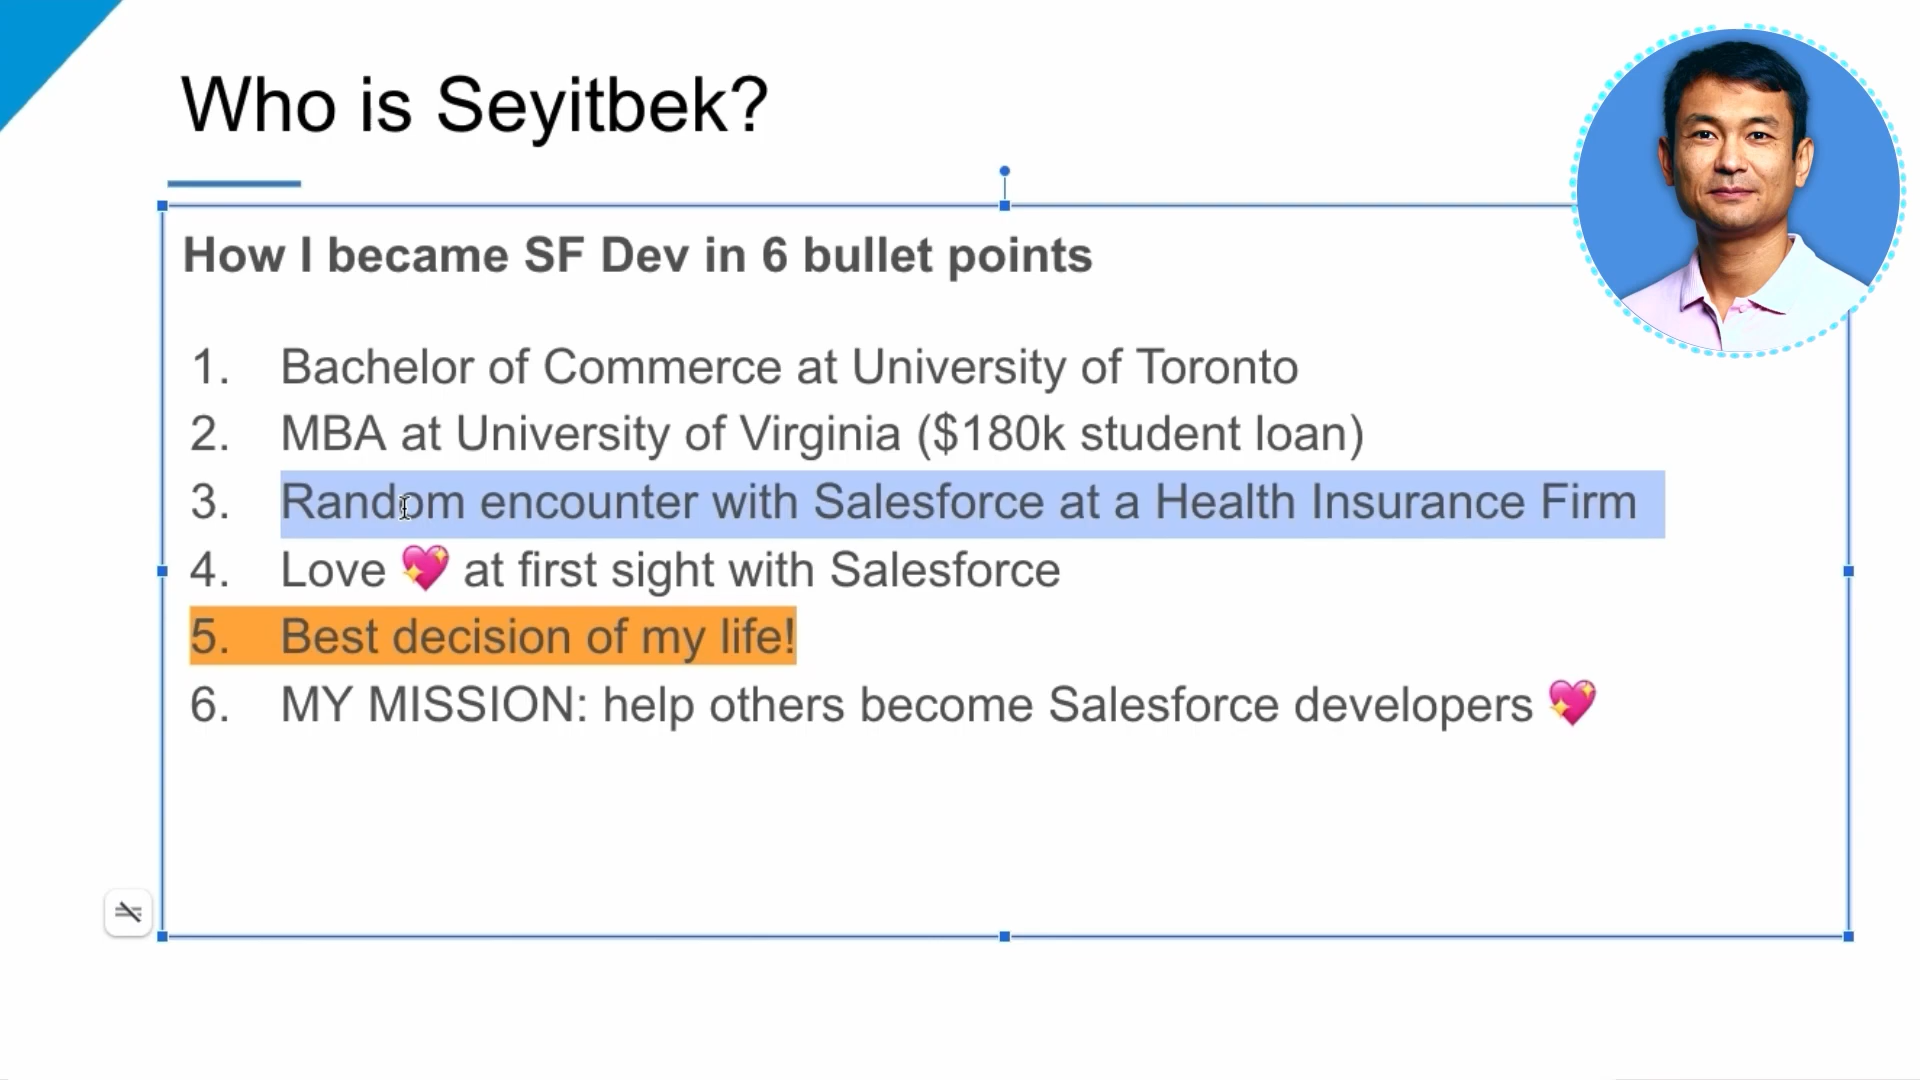 Who is Seyitbek?
How I became SF Dev in 6 bullet points
1. Bachelor of Commerce at University of Toronto
2. MBA at University of Virginia ($180k student loan)
3. Random encounter with Salesforce at a Health Insurance Firm
4. Love 💖 at first sight with Salesforce
5. Best decision of my life!
6. MY MISSION: help others become Salesforce developers 💖